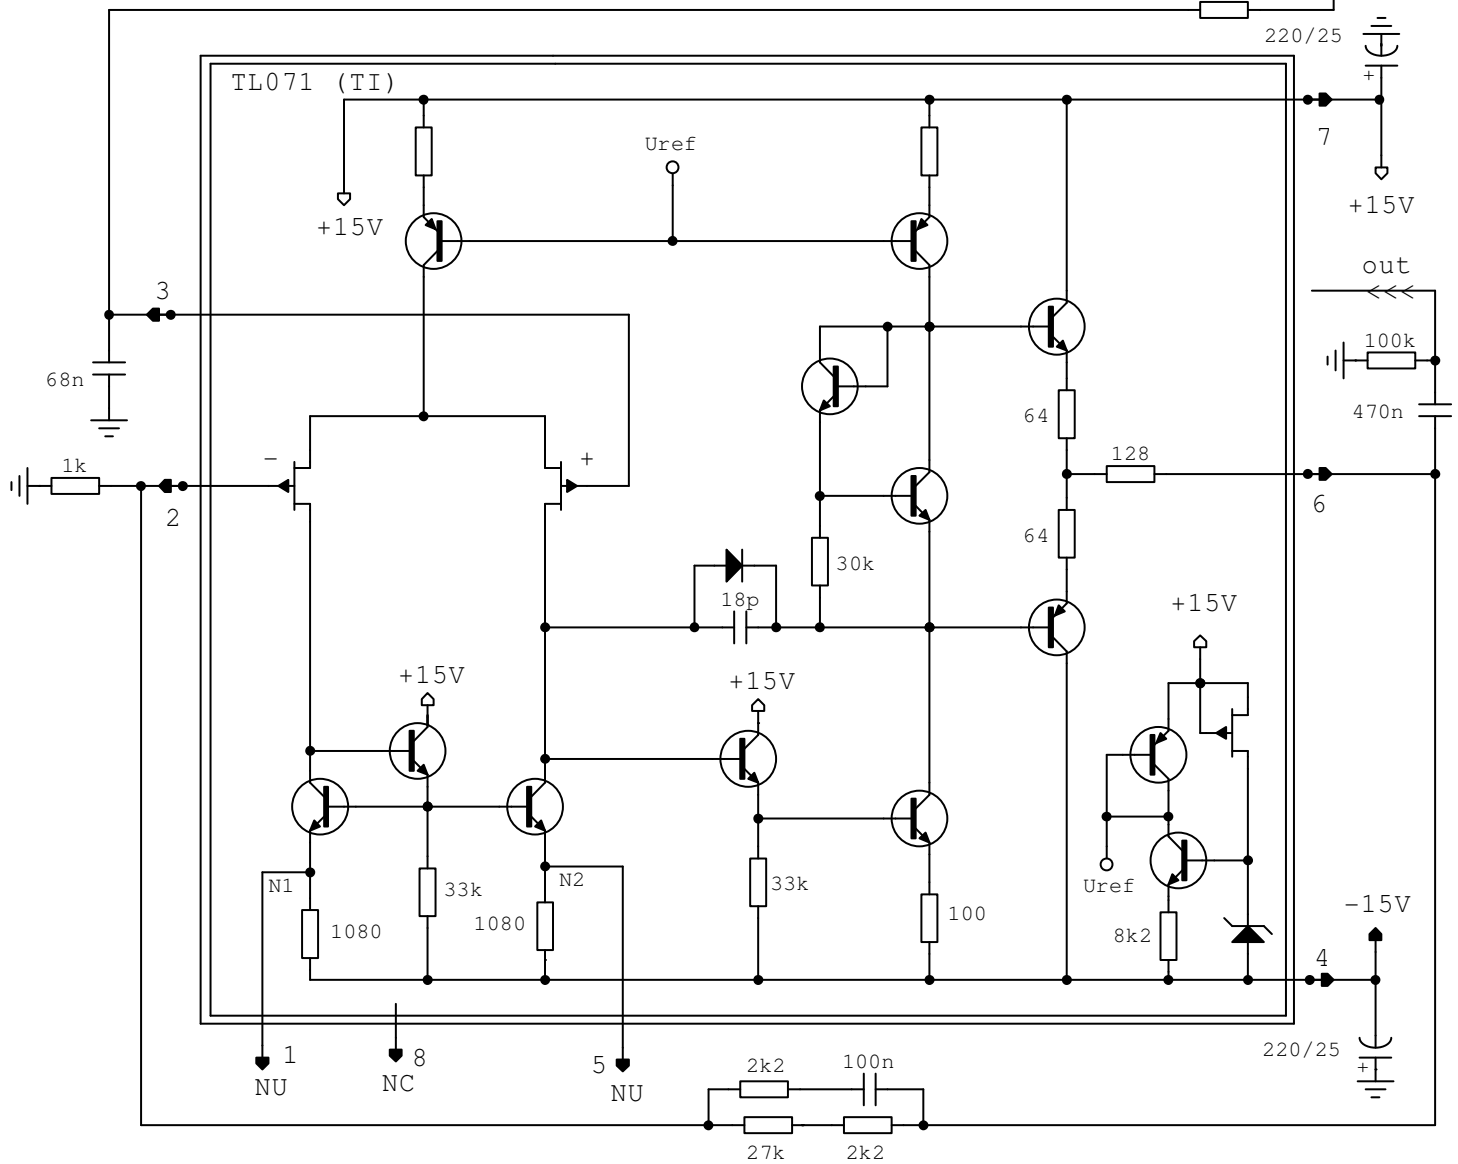 220/25
+
TL071 (TI)
7
Uref
+15V
+15V
out
3
100k
68n
64
470n
-
+
128
1k
2
6
64
30k
18p
+15V
+15V
+15V
N1
N2
33k
33k
Uref
1080
1080
100
8k2
-15V
4
1
8
5
220/25
+
NU
NC
NU
2k2
100n
27k
2k2